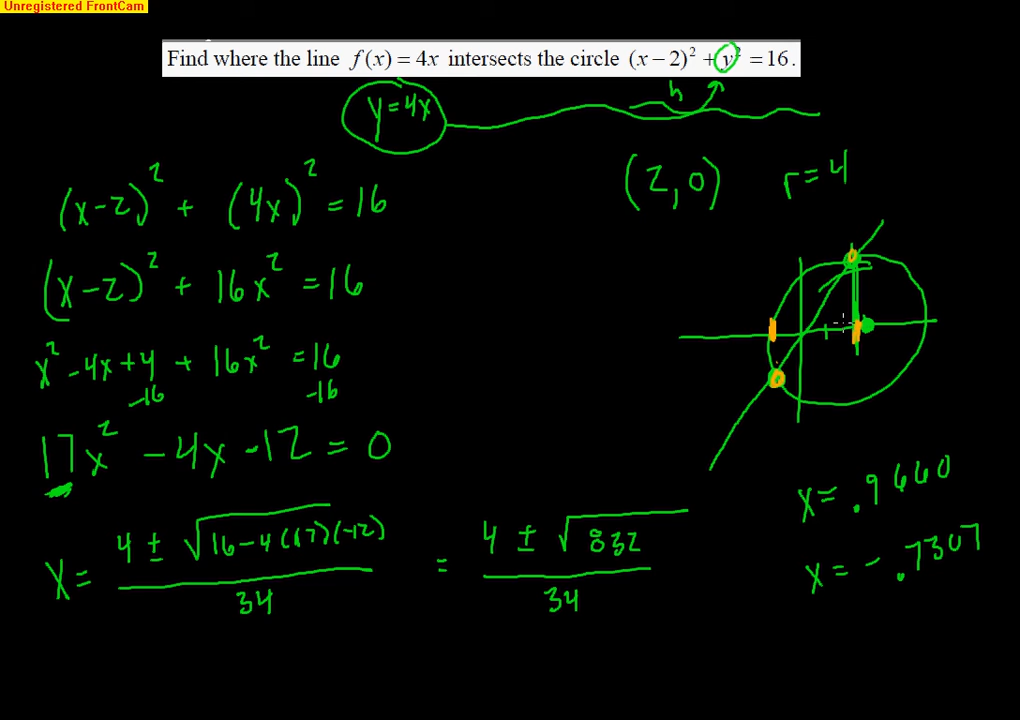 Unregistered FrontCam
Find where the line f(x) = 4x intersects the circle (x − 2)² + y² = 16.
y = 4x
h
(2, 0) r = 4
(x-2)² + (4x)² = 16
(x-2)² + 16x² = 16
x² - 4x + 4 + 16x² = 16
-16 -16
17x² - 4x - 12 = 0
x = .9660
x = (4 ± √(16-4(17)(-12)))/34 = (4 ± √832)/34
x = -.7307